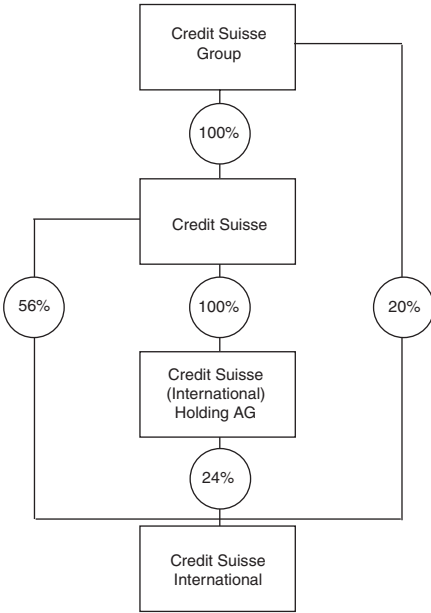 Credit Suisse
Group
100%
Credit Suisse
56%
100%
20%
Credit Suisse
(International)
Holding AG
24%
Credit Suisse
International